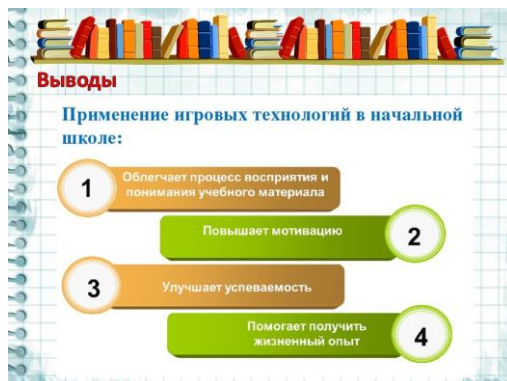 Выводы
Применение игровых технологий в начальной
школе:
1
Облегчает процесс восприятия и
понимания учебного материала
Повышает мотивацию
2
3
Улучшает успеваемость
Помогает получить
жизненный опыт
4